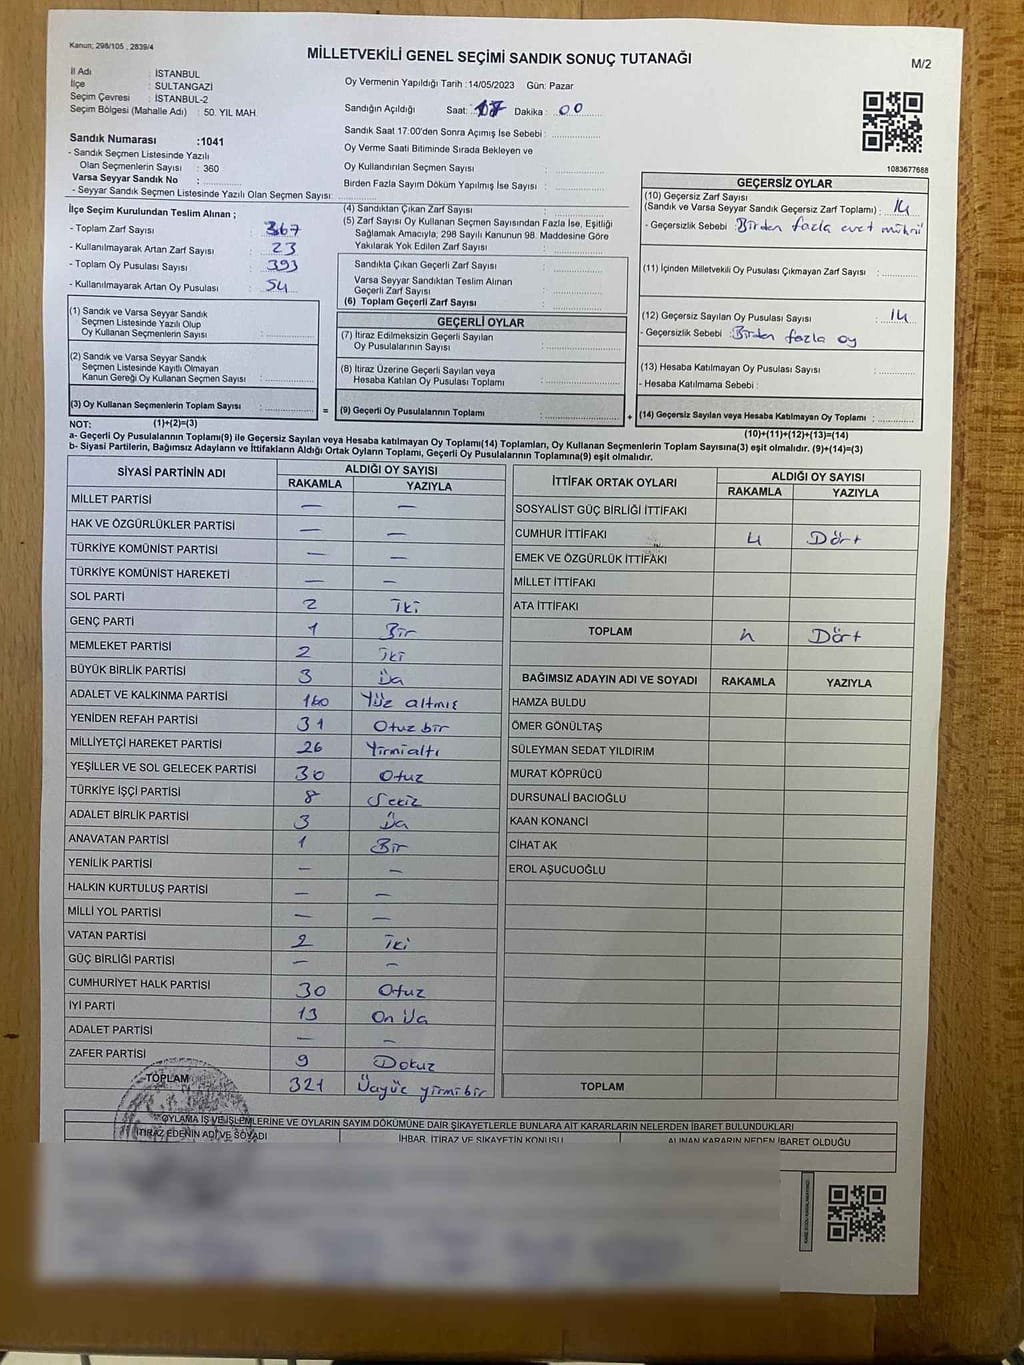 Kanun; 298/105 , 2839/4
MİLLETVEKİLİ GENEL SEÇİMİ SANDIK SONUÇ TUTANAĞI
M/2
İl Adı : İSTANBUL
İlçe : SULTANGAZİ
Seçim Çevresi : İSTANBUL-2
Seçim Bölgesi (Mahalle Adı) : 50. YIL MAH.
Sandık Numarası :1041
- Sandık Seçmen Listesinde Yazılı
Olan Seçmenlerin Sayısı : 360
Varsa Seyyar Sandık No :
- Seyyar Sandık Seçmen Listesinde Yazılı Olan Seçmen Sayısı:
Oy Vermenin Yapıldığı Tarih :14/05/2023 Gün: Pazar
Sandığın Açıldığı Saat: 17 Dakika : 00
Sandık Saat 17:00'den Sonra Açımış İse Sebebi :
Oy Verme Saati Bitiminde Sırada Bekleyen ve
Oy Kullandırılan Seçmen Sayısı :
Birden Fazla Sayım Döküm Yapılmış İse Sayısı :
1083677688
İlçe Seçim Kurulundan Teslim Alınan ;
- Toplam Zarf Sayısı : 367
- Kullanılmayarak Artan Zarf Sayısı : 23
- Toplam Oy Pusulası Sayısı : 393
- Kullanılmayarak Artan Oy Pusulası : 54
(4) Sandıktan Çıkan Zarf Sayısı :
(5) Zarf Sayısı Oy Kullanan Seçmen Sayısından Fazla İse, Eşitliği
Sağlamak Amacıyla; 298 Sayılı Kanunun 98. Maddesine Göre
Yakılarak Yok Edilen Zarf Sayısı :
Sandıkta Çıkan Geçerli Zarf Sayısı :
Varsa Seyyar Sandıktan Teslim Alınan
Geçerli Zarf Sayısı :
(6) Toplam Geçerli Zarf Sayısı :
GEÇERSİZ OYLAR
(10) Geçersiz Zarf Sayısı
(Sandık ve Varsa Seyyar Sandık Geçersiz Zarf Toplamı) : 14
- Geçersizlik Sebebi : Birden fazla evet mührü
(11) İçinden Milletvekili Oy Pusulası Çıkmayan Zarf Sayısı :
(12) Geçersiz Sayılan Oy Pusulası Sayısı : 14
- Geçersizlik Sebebi : Birden fazla oy
(13) Hesaba Katılmayan Oy Pusulası Sayısı :
- Hesaba Katılmama Sebebi :
(14) Geçersiz Sayılan veya Hesaba Katılmayan Oy Toplamı :
(10)+(11)+(12)+(13)=(14)
(1) Sandık ve Varsa Seyyar Sandık
Seçmen Listesinde Yazılı Olup
Oy Kullanan Seçmenlerin Sayısı :
(2) Sandık ve Varsa Seyyar Sandık
Seçmen Listesinde Kayıtlı Olmayan
Kanun Gereği Oy Kullanan Seçmen Sayısı :
(3) Oy Kullanan Seçmenlerin Toplam Sayısı : =
(1)+(2)=(3)
GEÇERLİ OYLAR
(7) İtiraz Edilmeksizin Geçerli Sayılan
Oy Pusulalarının Sayısı :
(8) İtiraz Üzerine Geçerli Sayılan veya
Hesaba Katılan Oy Pusulası Toplamı :
(9) Geçerli Oy Pusulalarının Toplamı : +
NOT:
a- Geçerli Oy Pusulalarının Toplamı(9) ile Geçersiz Sayılan veya Hesaba katılmayan Oy Toplamı(14) Toplamları, Oy Kullanan Seçmenlerin Toplam Sayısına(3) eşit olmalıdır. (9)+(14)=(3)
b- Siyasi Partilerin, Bağımsız Adayların ve İttifakların Aldığı Ortak Oyların Toplamı, Geçerli Oy Pusulalarının Toplamına(9) eşit olmalıdır.
SİYASİ PARTİNİN ADI ALDIĞI OY SAYISI
RAKAMLA YAZIYLA
MİLLET PARTİSİ — —
HAK VE ÖZGÜRLÜKLER PARTİSİ — —
TÜRKİYE KOMÜNİST PARTİSİ — —
TÜRKİYE KOMÜNİST HAREKETİ — —
SOL PARTİ 2 iki
GENÇ PARTİ 1 Bir
MEMLEKET PARTİSİ 2 iki
BÜYÜK BİRLİK PARTİSİ 3 Üç
ADALET VE KALKINMA PARTİSİ 160 Yüz altmış
YENİDEN REFAH PARTİSİ 31 Otuz bir
MİLLİYETÇİ HAREKET PARTİSİ 26 Yirmialtı
YEŞİLLER VE SOL GELECEK PARTİSİ 30 Otuz
TÜRKİYE İŞÇİ PARTİSİ 8 Sekiz
ADALET BİRLİK PARTİSİ 3 Üç
ANAVATAN PARTİSİ 1 Bir
YENİLİK PARTİSİ — —
HALKIN KURTULUŞ PARTİSİ — —
MİLLİ YOL PARTİSİ — —
VATAN PARTİSİ 2 iki
GÜÇ BİRLİĞİ PARTİSİ — —
CUMHURİYET HALK PARTİSİ 30 Otuz
İYİ PARTİ 13 On Üç
ADALET PARTİSİ — —
ZAFER PARTİSİ 9 Dokuz
TOPLAM 321 Üçyüz yirmibir
İTTİFAK ORTAK OYLARI ALDIĞI OY SAYISI
RAKAMLA YAZIYLA
SOSYALİST GÜÇ BİRLİĞİ İTTİFAKI
CUMHUR İTTİFAKI 4 Dört
EMEK VE ÖZGÜRLÜK İTTİFAKI
MİLLET İTTİFAKI
ATA İTTİFAKI
TOPLAM 4 Dört
BAĞIMSIZ ADAYIN ADI VE SOYADI RAKAMLA YAZIYLA
HAMZA BULDU
ÖMER GÖNÜLTAŞ
SÜLEYMAN SEDAT YILDIRIM
MURAT KÖPRÜCÜ
DURSUNALİ BACIOĞLU
KAAN KONANCİ
CİHAT AK
EROL AŞUCUOĞLU
TOPLAM
OYLAMA İŞ VE İŞLEMLERİNE VE OYLARIN SAYIM DÖKÜMÜNE DAİR ŞİKAYETLERLE BUNLARA AİT KARARLARIN NELERDEN İBARET BULUNDUKLARI
İTİRAZ EDENİN ADI VE SOYADI İHBAR, İTİRAZ VE ŞİKAYETİN KONUSU ALINAN KARARIN NEDEN İBARET OLDUĞU